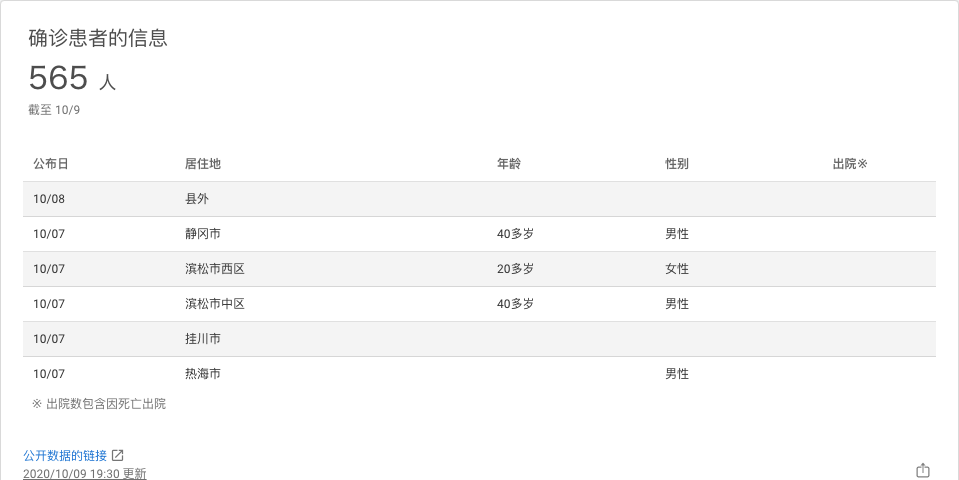 确诊患者的信息
565 人
截至 10/9
公布日 居住地 年龄 性别 出院※
10/08 县外
10/07 静冈市 40多岁 男性
10/07 滨松市西区 20多岁 女性
10/07 滨松市中区 40多岁 男性
10/07 挂川市
10/07 热海市 男性
※ 出院数包含因死亡出院
公开数据的链接
2020/10/09 19:30 更新